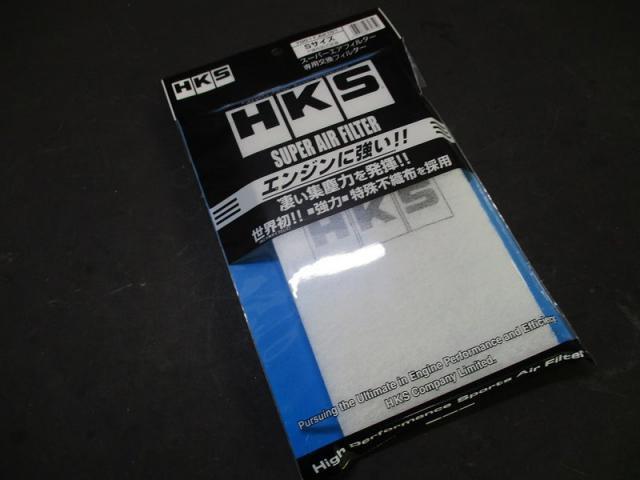 Sサイズ
スーパーエアフィルター
専用交換フィルター
HKS
HKS
SUPER AIR FILTER
エンジンに強い!!
凄い集塵力を発揮!!
世界初!! ■強力■ 特殊不織布を採用
HKS
Pursuing the Ultimate in Engine Performance and Efficie
HKS Company Limited.
High Performance Sports Air Filter